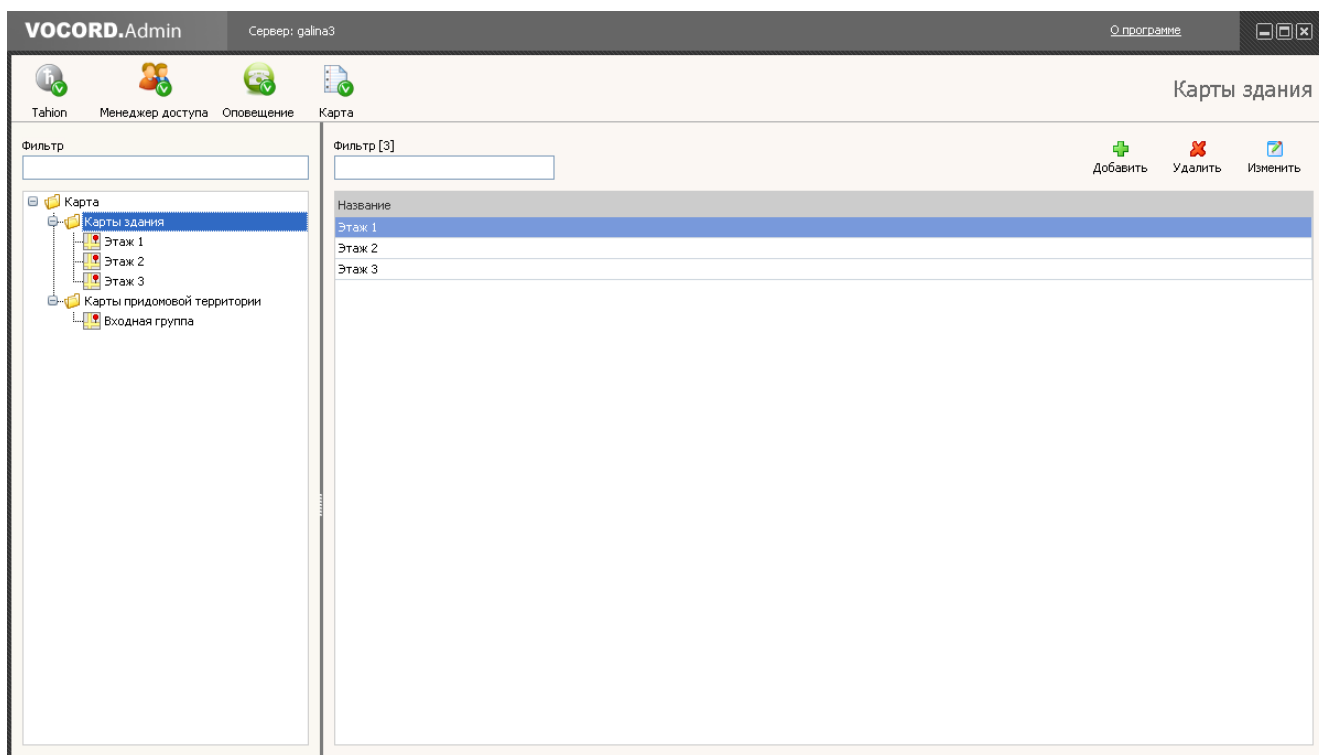 VOCORD.Admin Сервер: galina3 О программе
Tahion Менеджер доступа Оповещение Карта
Карты здания
Фильтр
Фильтр [3]
Добавить Удалить Изменить
Карта
Карты здания
Этаж 1
Этаж 2
Этаж 3
Карты придомовой территории
Входная группа
Название
Этаж 1
Этаж 2
Этаж 3